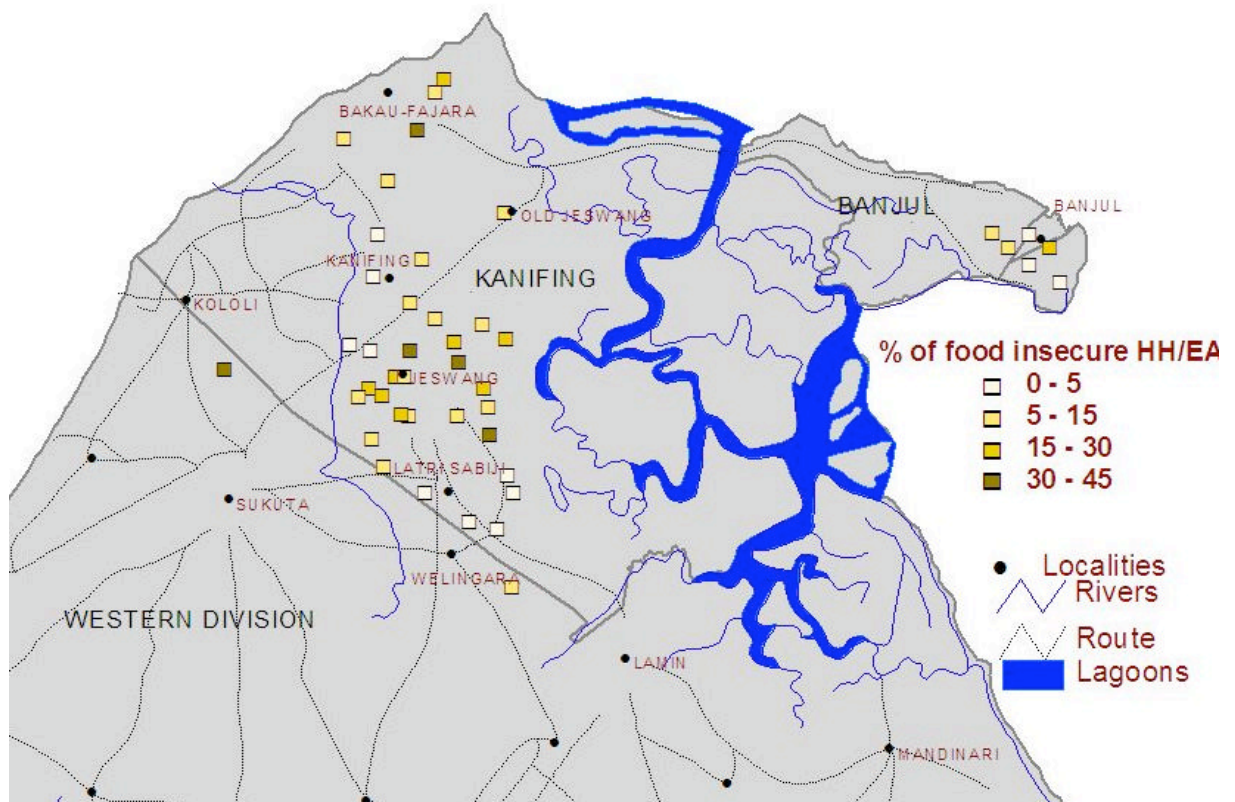 BAKAU-FAJARA
OLD JESWANG
BANJUL
BANJUL
KANIFING
KANIFING
KOLOLI
JESWANG
% of food insecure HH/EA
0 - 5
5 - 15
15 - 30
30 - 45
LATRI SABIJI
SUKUTA
WELINGARA
WESTERN DIVISION
Localities
Rivers
Route
Lagoons
LAMIN
MANDINARI